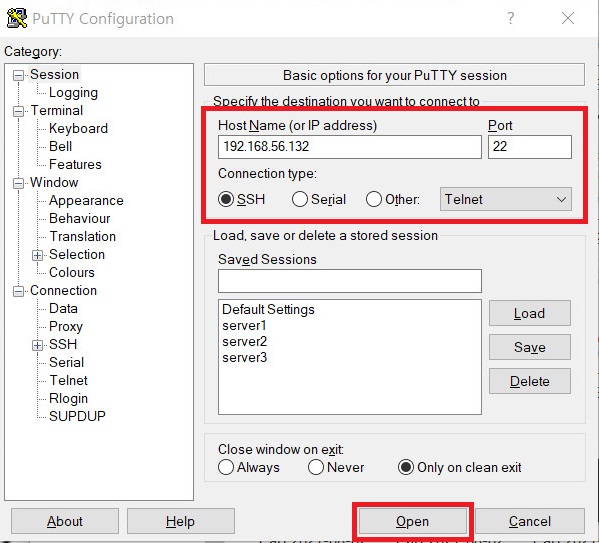 PuTTY Configuration
?
Category:
Session
Logging
Terminal
Keyboard
Bell
Features
Window
Appearance
Behaviour
Translation
Selection
Colours
Connection
Data
Proxy
SSH
Serial
Telnet
Rlogin
SUPDUP
Basic options for your PuTTY session
Specify the destination you want to connect to
Host Name (or IP address) Port
192.168.56.132 22
Connection type:
SSH Serial Other: Telnet
Load, save or delete a stored session
Saved Sessions
Default Settings
server1
server2
server3
Load
Save
Delete
Close window on exit:
Always Never Only on clean exit
About Help Open Cancel